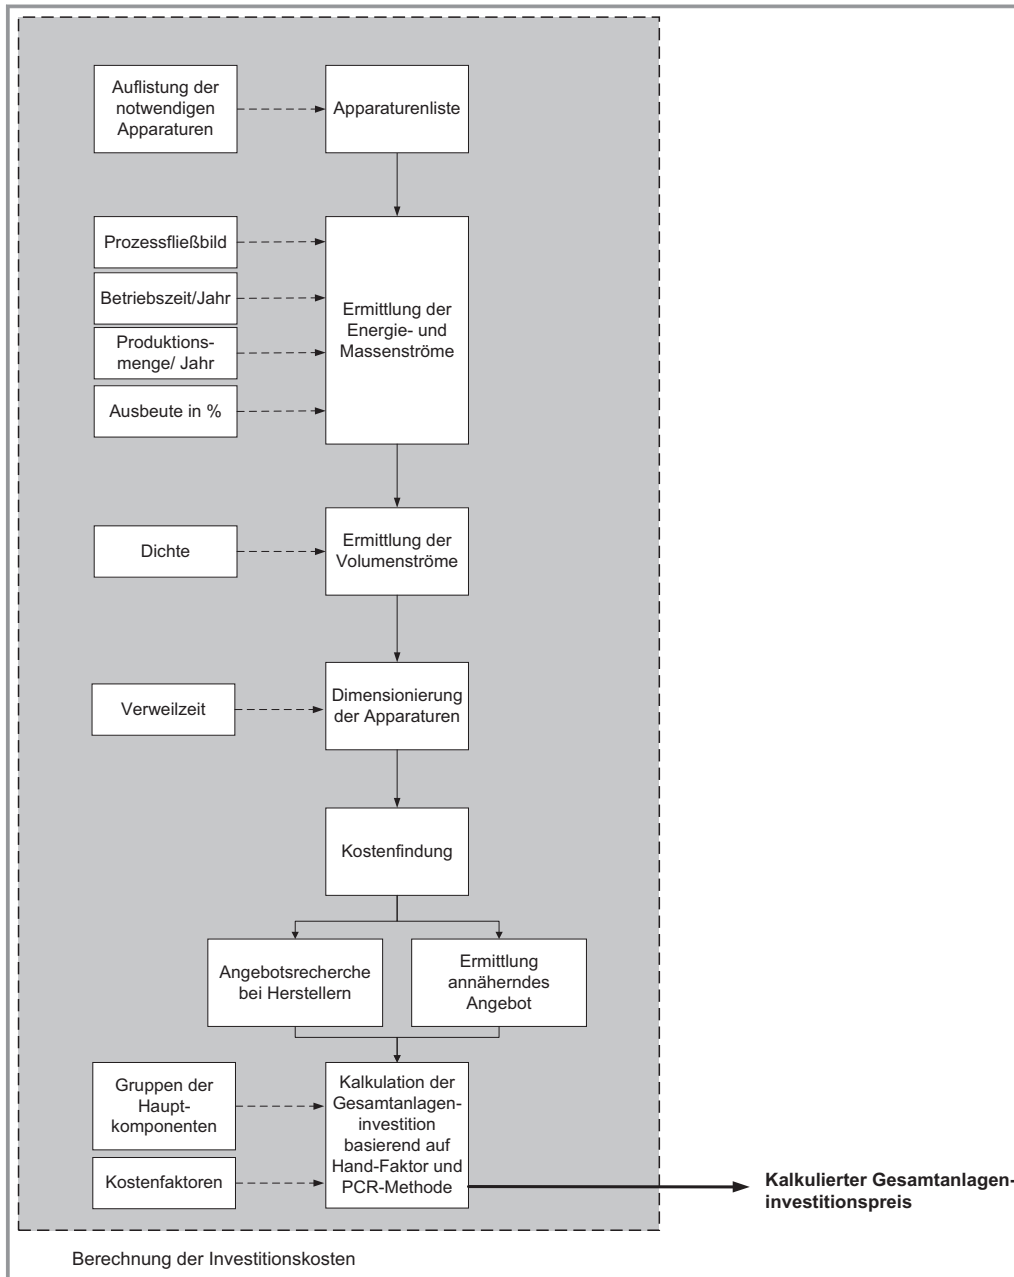 Auflistung der
notwendigen
Apparaturen
Apparaturenliste
Prozessfließbild
Betriebszeit/Jahr
Produktions-
menge/ Jahr
Ausbeute in %
Ermittlung der
Energie- und
Massenströme
Dichte
Ermittlung der
Volumenströme
Verweilzeit
Dimensionierung
der Apparaturen
Kostenfindung
Angebotsrecherche
bei Herstellern
Ermittlung
annäherndes
Angebot
Gruppen der
Haupt-
komponenten
Kostenfaktoren
Kalkulation der
Gesamtanlagen-
investition
basierend auf
Hand-Faktor und
PCR-Methode
Kalkulierter Gesamtanlagen-
investitionspreis
Berechnung der Investitionskosten